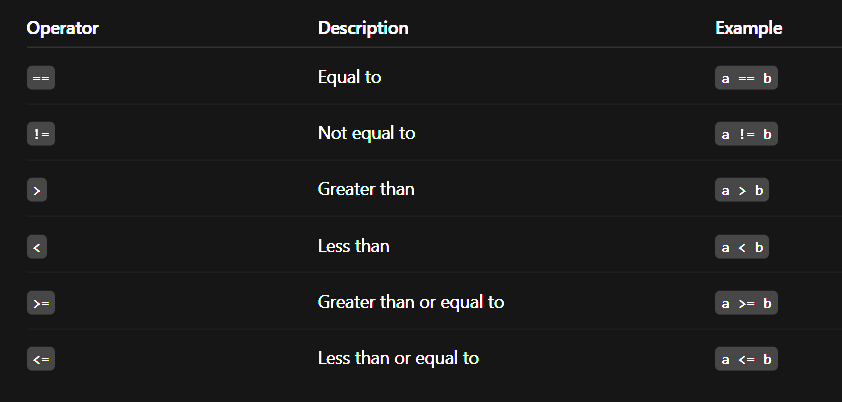 Operator Description Example
== Equal to a == b
!= Not equal to a != b
> Greater than a > b
< Less than a < b
>= Greater than or equal to a >= b
<= Less than or equal to a <= b